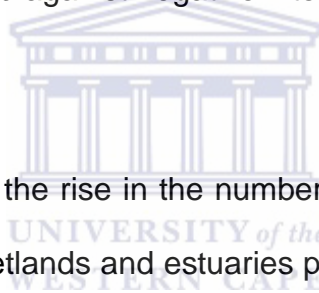 the rise in the number
UNIVERSITY of the
etlands and estuaries p
WESTERN CAPE